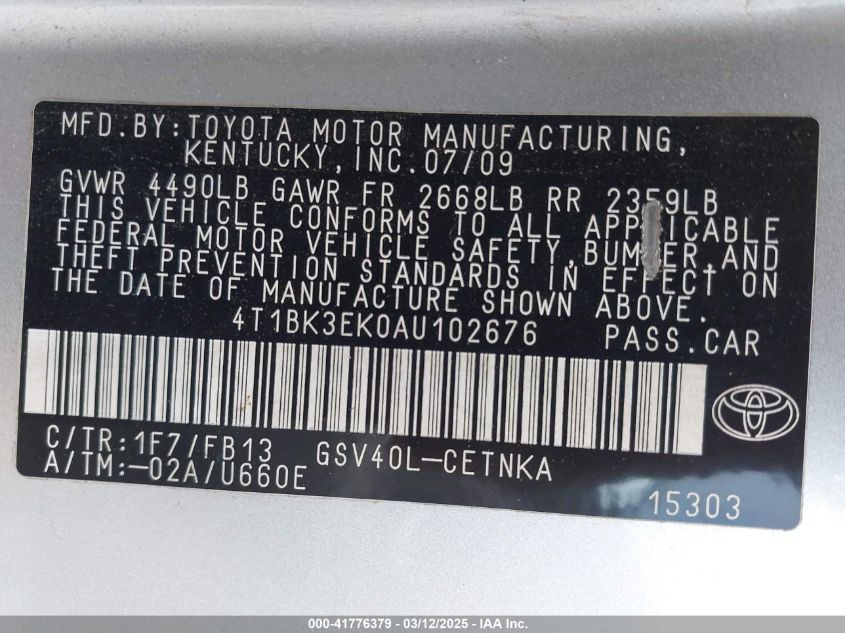 MFD.BY:TOYOTA MOTOR MANUFACTURING,
KENTUCKY,INC.07/09
GVWR 4490LB GAWR FR 2668LB RR 2359LB
THIS VEHICLE CONFORMS TO ALL APPLICABLE
FEDERAL MOTOR VEHICLE SAFETY,BUMPER,AND
THEFT PREVENTION STANDARDS IN EFFECT ON
THE DATE OF MANUFACTURE SHOWN ABOVE.
4T1BK3EK0AU102676 PASS.CAR
C/TR:1F7/FB13 GSV40L-CETNKA
A/TM:-02A/U660E
15303
000-41776379 - 03/12/2025 - IAA Inc.